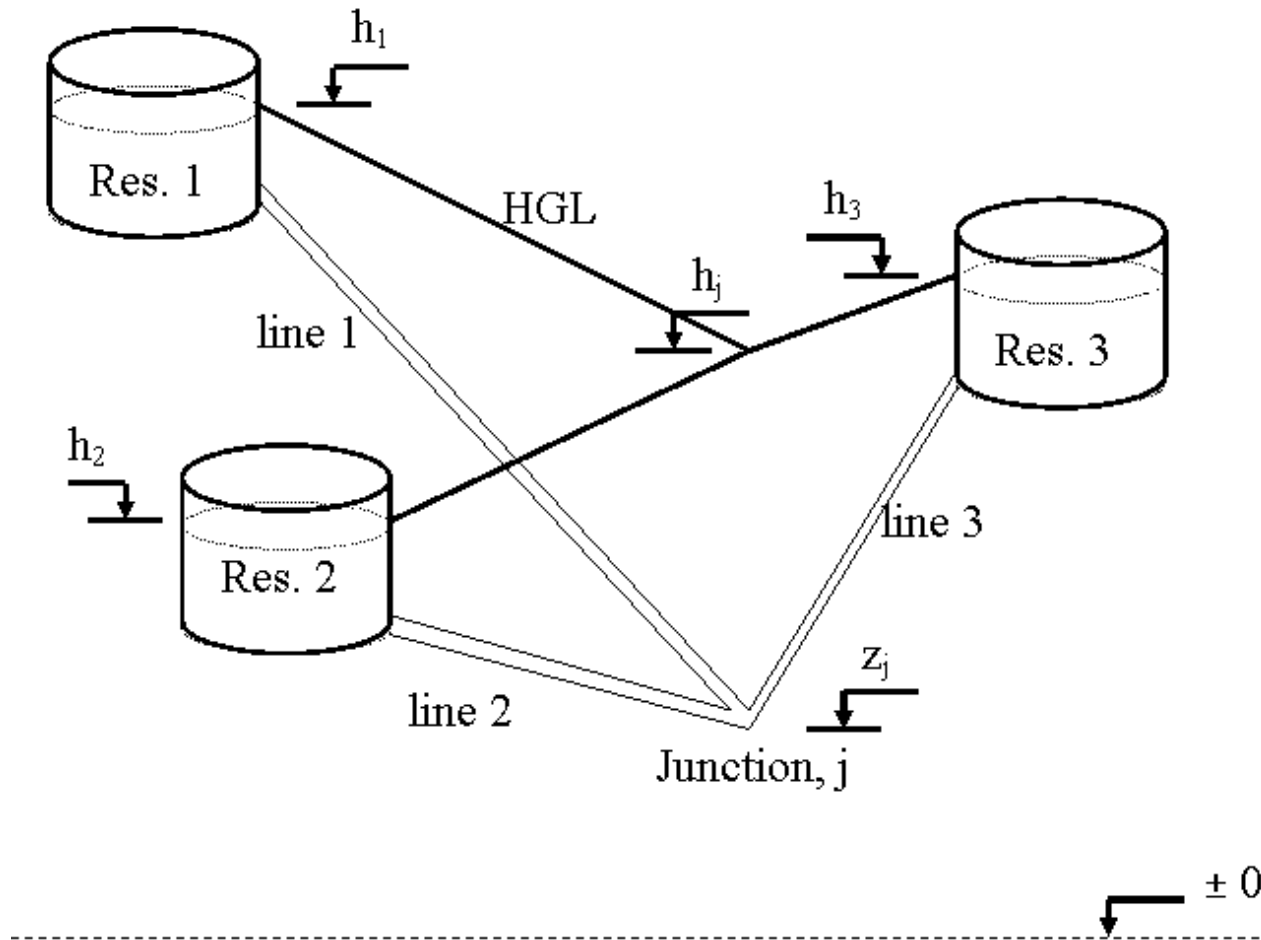 h₁
Res. 1
HGL
h₃
hⱼ
line 1
Res. 3
h₂
line 3
Res. 2
zⱼ
line 2
Junction, j
± 0